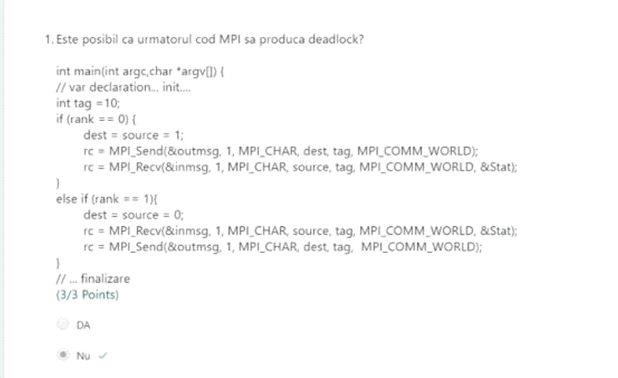 1. Este posibil ca urmatorul cod MPI sa produca deadlock?
int main(int argc,char *argv[]) {
// var declaration... init....
int tag =10;
if (rank == 0) {
dest = source = 1;
rc = MPI_Send(&outmsg, 1, MPI_CHAR, dest, tag, MPI_COMM_WORLD);
rc = MPI_Recv(&inmsg, 1, MPI_CHAR, source, tag, MPI_COMM_WORLD, &Stat);
}
else if (rank == 1){
dest = source = 0;
rc = MPI_Recv(&inmsg, 1, MPI_CHAR, source, tag, MPI_COMM_WORLD, &Stat);
rc = MPI_Send(&outmsg, 1, MPI_CHAR, dest, tag, MPI_COMM_WORLD);
}
// ... finalizare
(3/3 Points)
DA
Nu